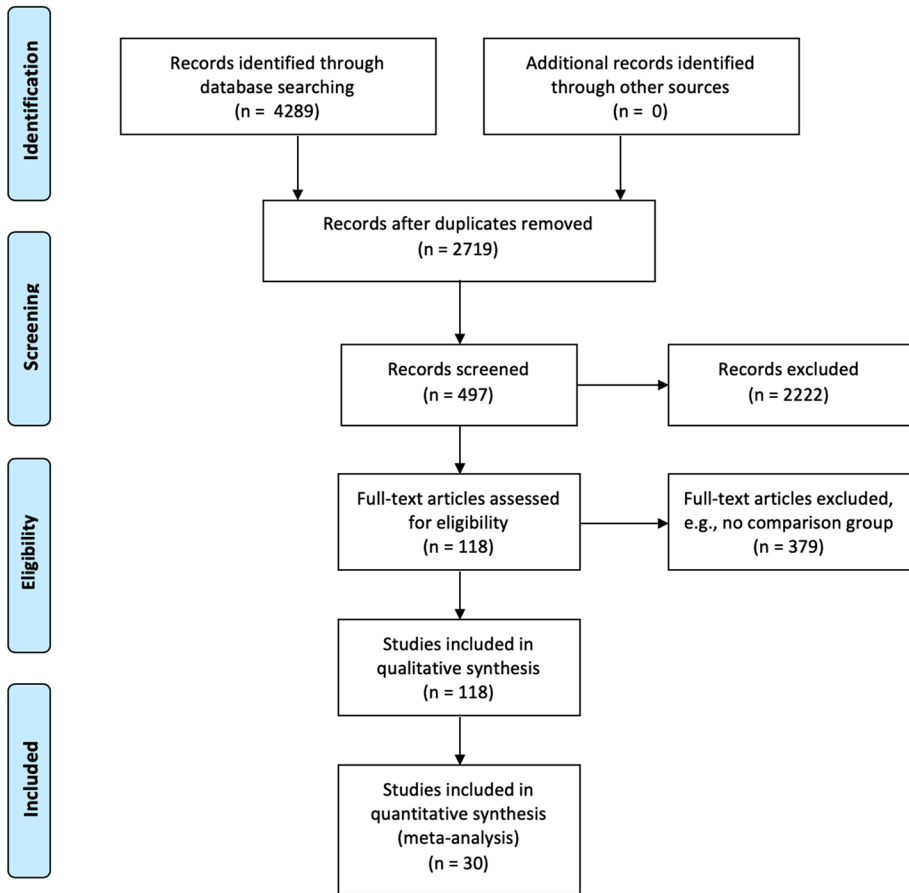 Identification
Records identified through
database searching
(n = 4289)
Additional records identified
through other sources
(n = 0)
Records after duplicates removed
(n = 2719)
Screening
Records screened
(n = 497)
Records excluded
(n = 2222)
Eligibility
Full-text articles assessed
for eligibility
(n = 118)
Full-text articles excluded,
e.g., no comparison group
(n = 379)
Studies included in
qualitative synthesis
(n = 118)
Included
Studies included in
quantitative synthesis
(meta-analysis)
(n = 30)